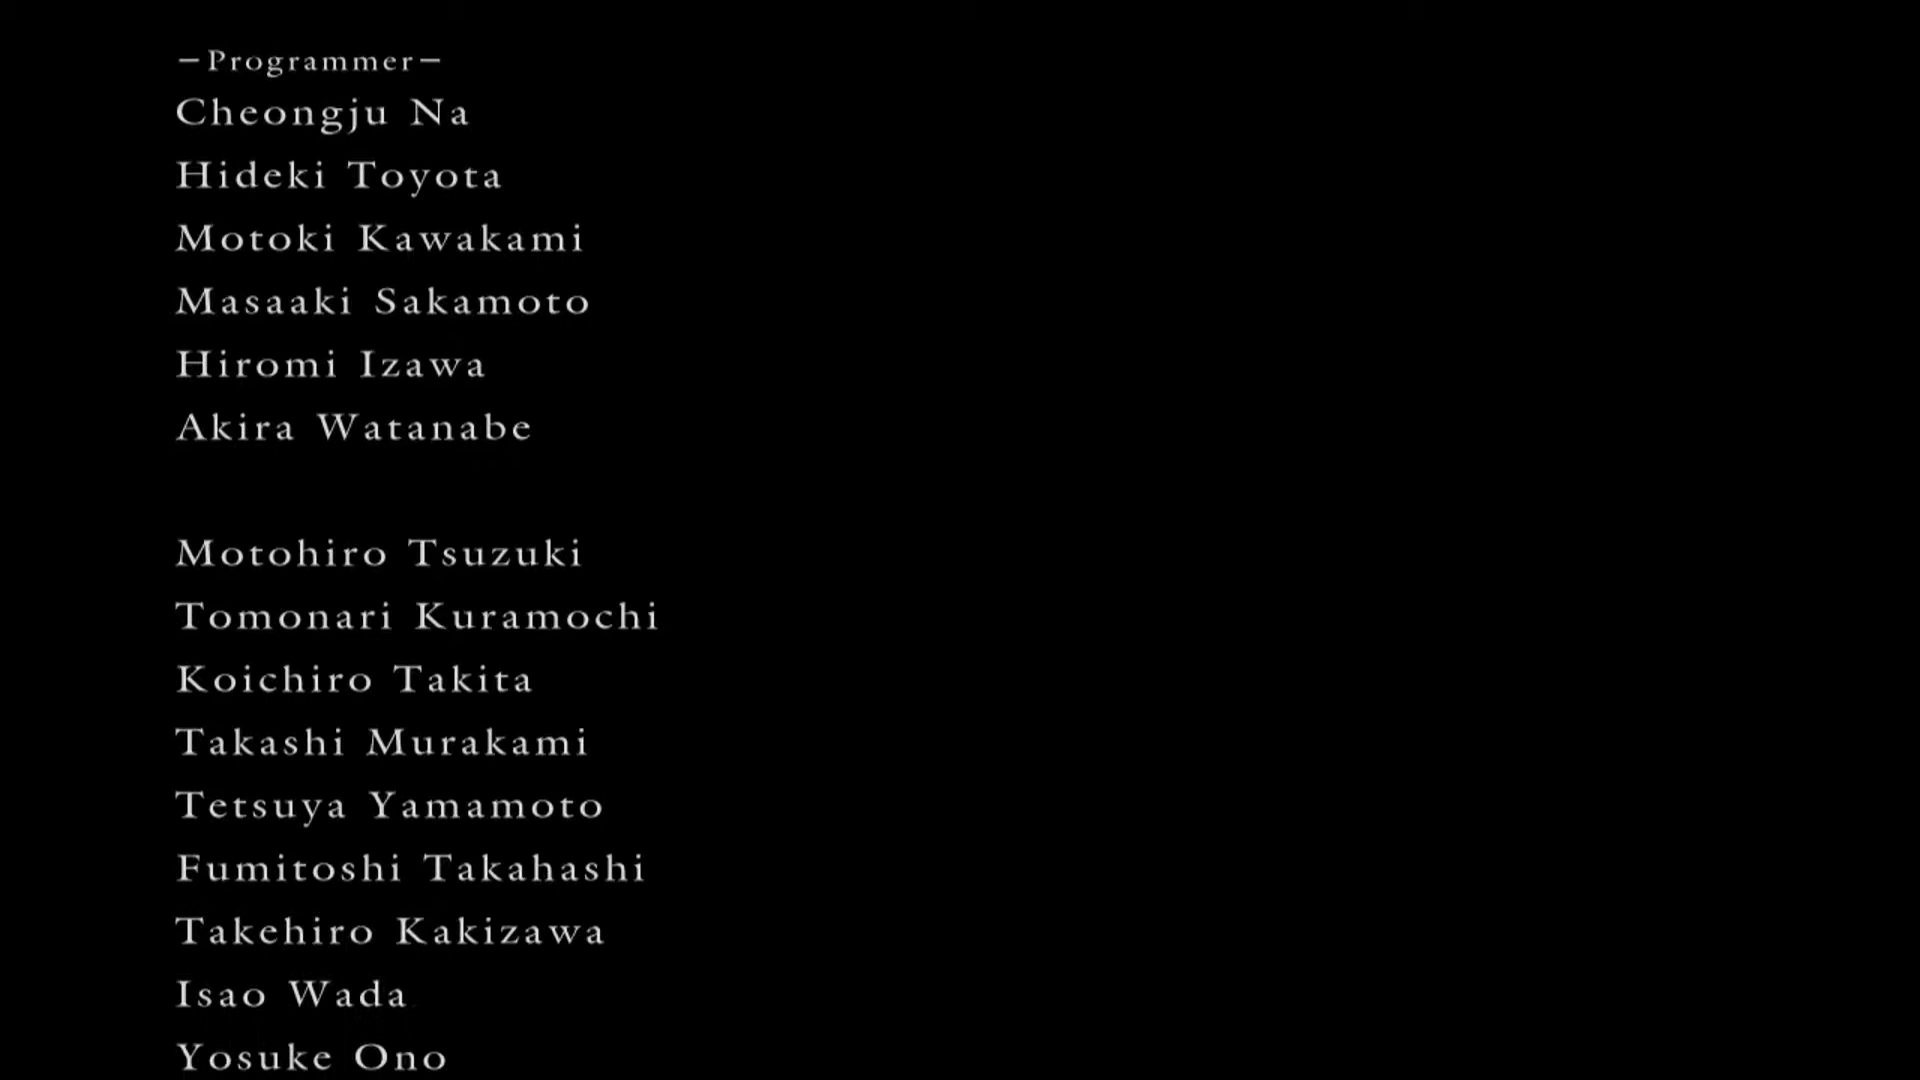 －Programmer－
Cheongju Na
Hideki Toyota
Motoki Kawakami
Masaaki Sakamoto
Hiromi Izawa
Akira Watanabe
Motohiro Tsuzuki
Tomonari Kuramochi
Koichiro Takita
Takashi Murakami
Tetsuya Yamamoto
Fumitoshi Takahashi
Takehiro Kakizawa
Isao Wada
Yosuke Ono